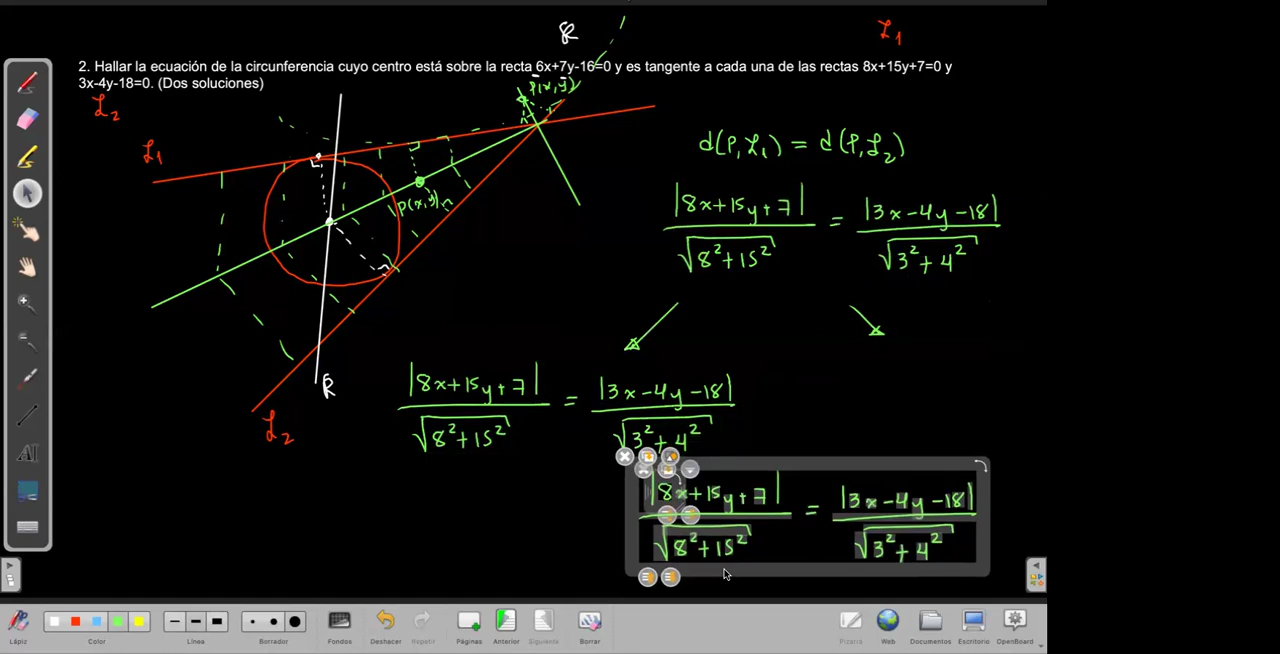 R
L₁
2. Hallar la ecuación de la circunferencia cuyo centro está sobre la recta 6x+7y-16=0 y es tangente a cada una de las rectas 8x+15y+7=0 y
3x-4y-18=0. (Dos soluciones)
P(x,y)
L₂
L₁
d(P,L₁) = d(P,L₂)
P(x,y)
|8x+15y+7| / √(8²+15²) = |3x-4y-18| / √(3²+4²)
R
L₂
|8x+15y+7| / √(8²+15²) = |3x-4y-18| / √(3²+4²)
|8x+15y+7| / √(8²+15²) = |3x-4y-18| / √(3²+4²)
Lápiz Color Línea Borrador Fondos Deshacer Repetir Páginas Anterior Siguiente Borrar Pizarra Web Documentos Escritorio OpenBoard